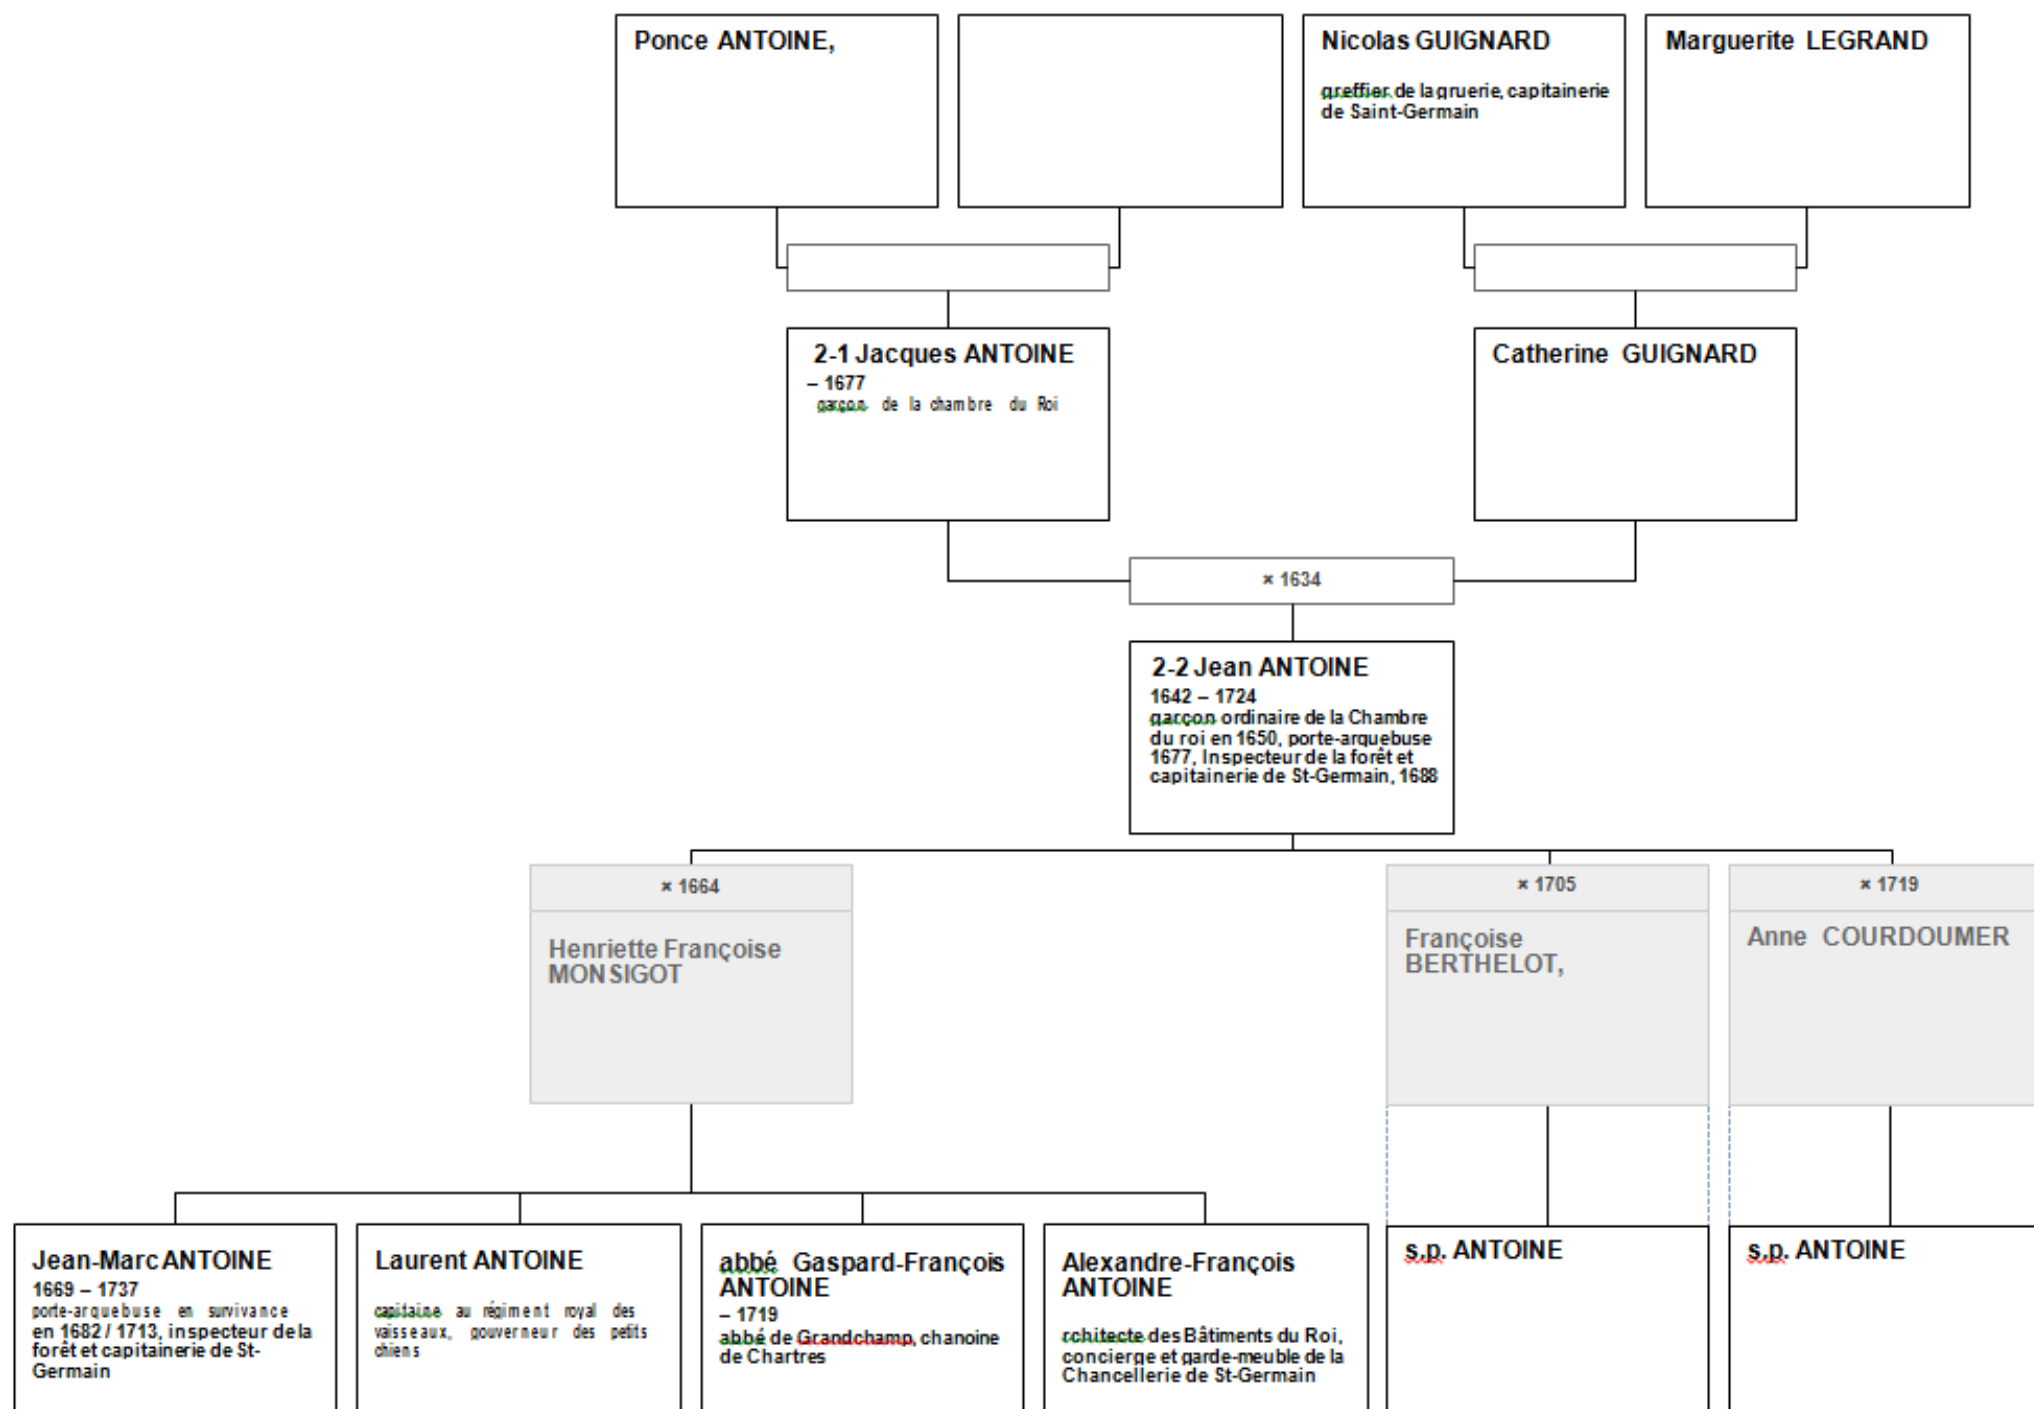 Ponce ANTOINE,
Nicolas GUIGNARD
greffier de la gruerie, capitainerie
de Saint-Germain
Marguerite LEGRAND
2-1 Jacques ANTOINE
– 1677
garçon de la chambre du Roi
Catherine GUIGNARD
× 1634
2-2 Jean ANTOINE
1642 – 1724
garçon ordinaire de la Chambre
du roi en 1650, porte-arquebuse
1677, Inspecteur de la forêt et
capitainerie de St-Germain, 1688
× 1664
Henriette Françoise
MONSIGOT
× 1705
Françoise
BERTHELOT,
× 1719
Anne COURDOUMER
Jean-Marc ANTOINE
1669 – 1737
porte-arquebuse en survivance
en 1682 / 1713, inspecteur de la
forêt et capitainerie de St-
Germain
Laurent ANTOINE
capitaine au régiment royal des
vaisseaux, gouverneur des petits
chiens
abbé Gaspard-François
ANTOINE
– 1719
abbé de Grandchamp, chanoine
de Chartres
Alexandre-François
ANTOINE
rchitecte des Bâtiments du Roi,
concierge et garde-meuble de la
Chancellerie de St-Germain
s.p. ANTOINE
s.p. ANTOINE